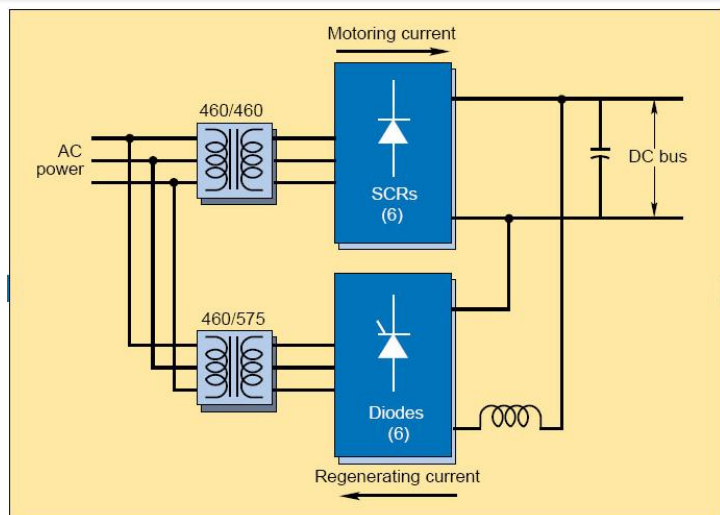 Motoring current
460/460
AC
power
SCRs
(6)
DC bus
460/575
Diodes
(6)
Regenerating current